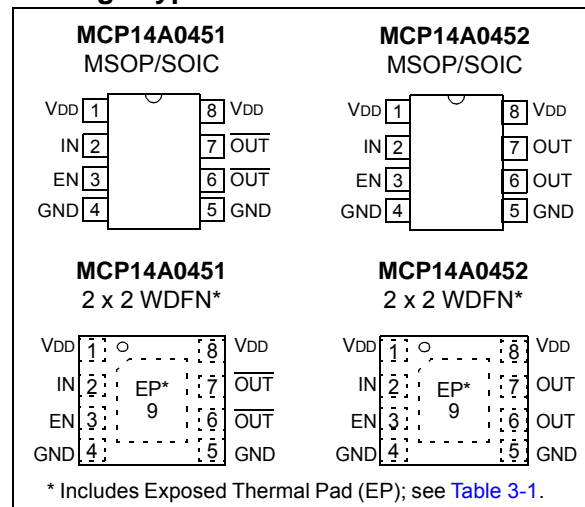 MCP14A0451
MSOP/SOIC
VDD 1 8 VDD
IN 2 7 OUT
EN 3 6 OUT
GND 4 5 GND
MCP14A0452
MSOP/SOIC
VDD 1 8 VDD
IN 2 7 OUT
EN 3 6 OUT
GND 4 5 GND
MCP14A0451
2 x 2 WDFN*
VDD 1 8 VDD
IN 2 EP* 7 OUT
EN 3 9 6 OUT
GND 4 5 GND
MCP14A0452
2 x 2 WDFN*
VDD 1 8 VDD
IN 2 EP* 7 OUT
EN 3 9 6 OUT
GND 4 5 GND
* Includes Exposed Thermal Pad (EP); see Table 3-1.